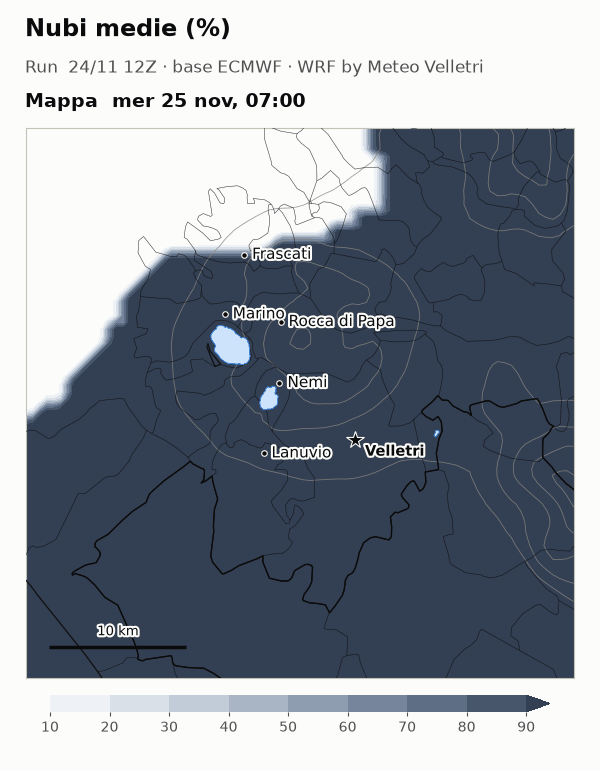 Nubi medie (%)
Run 24/11 12Z · base ECMWF · WRF by Meteo Velletri
Mappa mer 25 nov, 07:00
Frascati
Marino
Rocca di Papa
Nemi
Velletri
Lanuvio
10 km
10 20 30 40 50 60 70 80 90